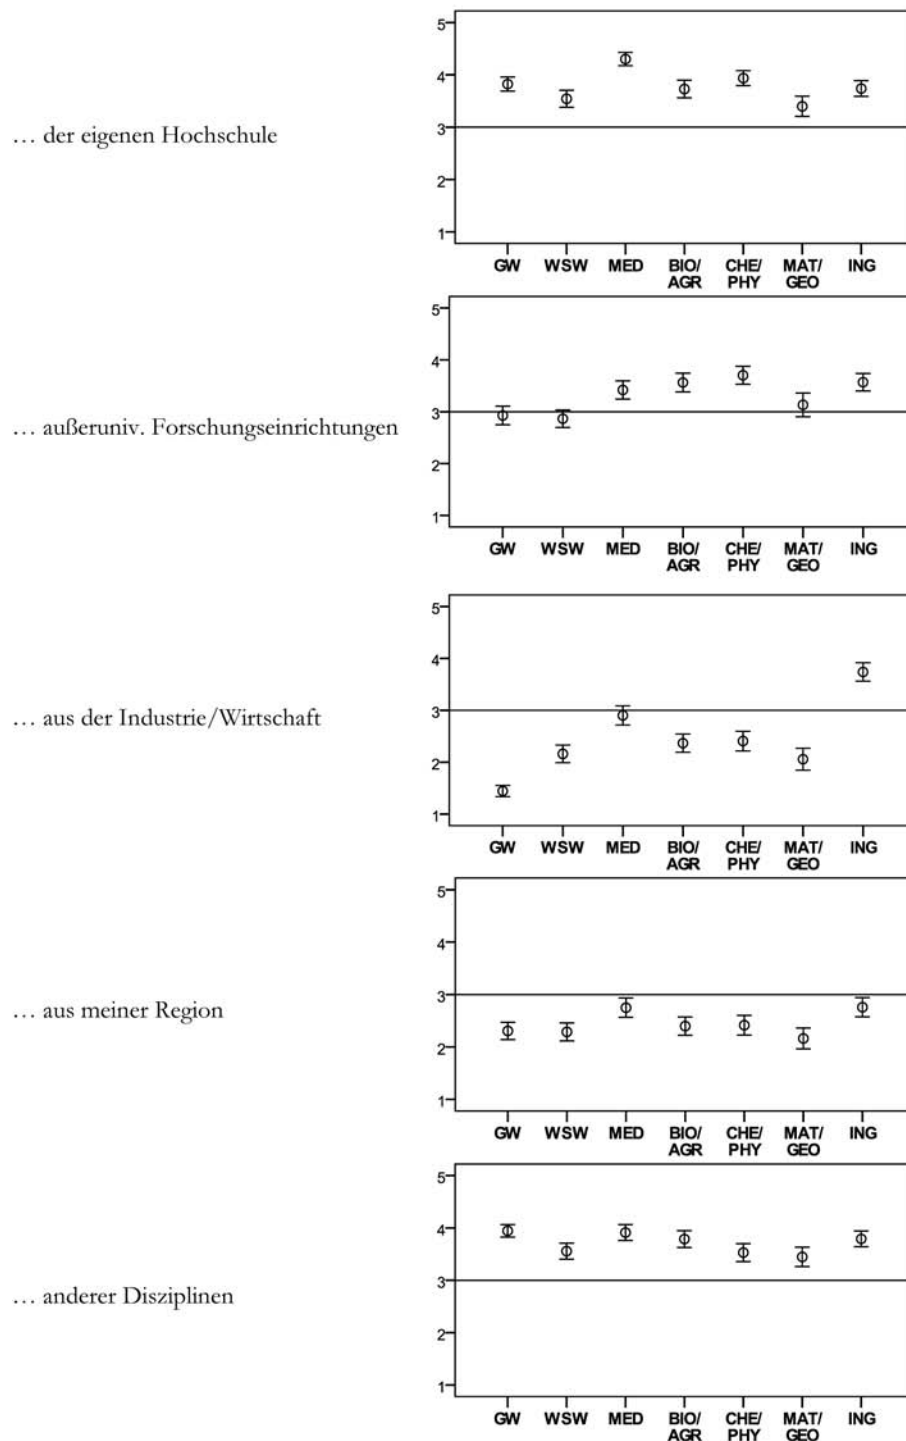 5
4
… der eigenen Hochschule
3
2
1
GW WSW MED BIO/ CHE/ MAT/ ING
AGR PHY GEO
5
4
… außeruniv. Forschungseinrichtungen
3
2
1
GW WSW MED BIO/ CHE/ MAT/ ING
AGR PHY GEO
5
4
… aus der Industrie/Wirtschaft
3
2
1
GW WSW MED BIO/ CHE/ MAT/ ING
AGR PHY GEO
5
4
… aus meiner Region
3
2
1
GW WSW MED BIO/ CHE/ MAT/ ING
AGR PHY GEO
5
4
… anderer Disziplinen
3
2
1
GW WSW MED BIO/ CHE/ MAT/ ING
AGR PHY GEO